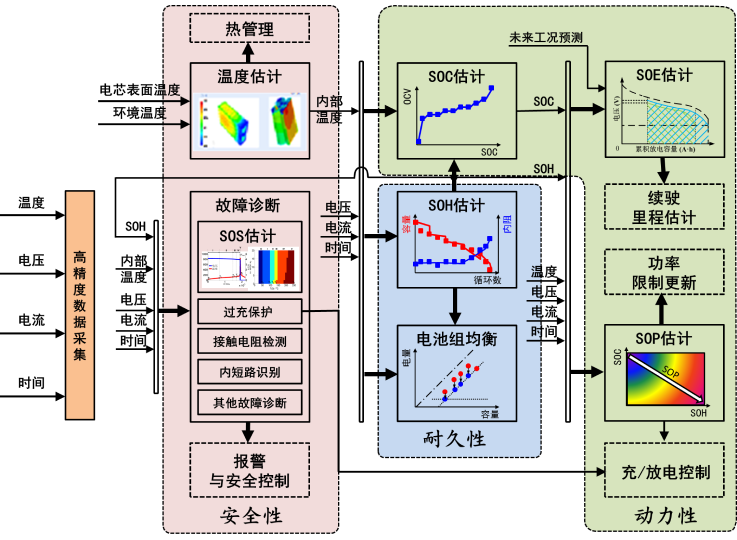 温度
电压
电流
时间
高精度数据采集
热管理
温度估计
电芯表面温度
环境温度
内部
温度
故障诊断
SOS估计
过充保护
接触电阻检测
内短路识别
其他故障诊断
SOH
内部
温度
电压
电流
时间
报警
与安全控制
安全性
SOC估计
OCV
SOC
SOC
SOH
电压
电流
时间
SOH估计
容量
内阻
循环数
电池组均衡
电量
容量
耐久性
未来工况预测
温度
电压
电流
时间
SOE估计
电压 (V)
0
累积放电容量 (A·h)
续驶
里程估计
功率
限制更新
SOP估计
SOC
SOP
SOH
充/放电控制
动力性